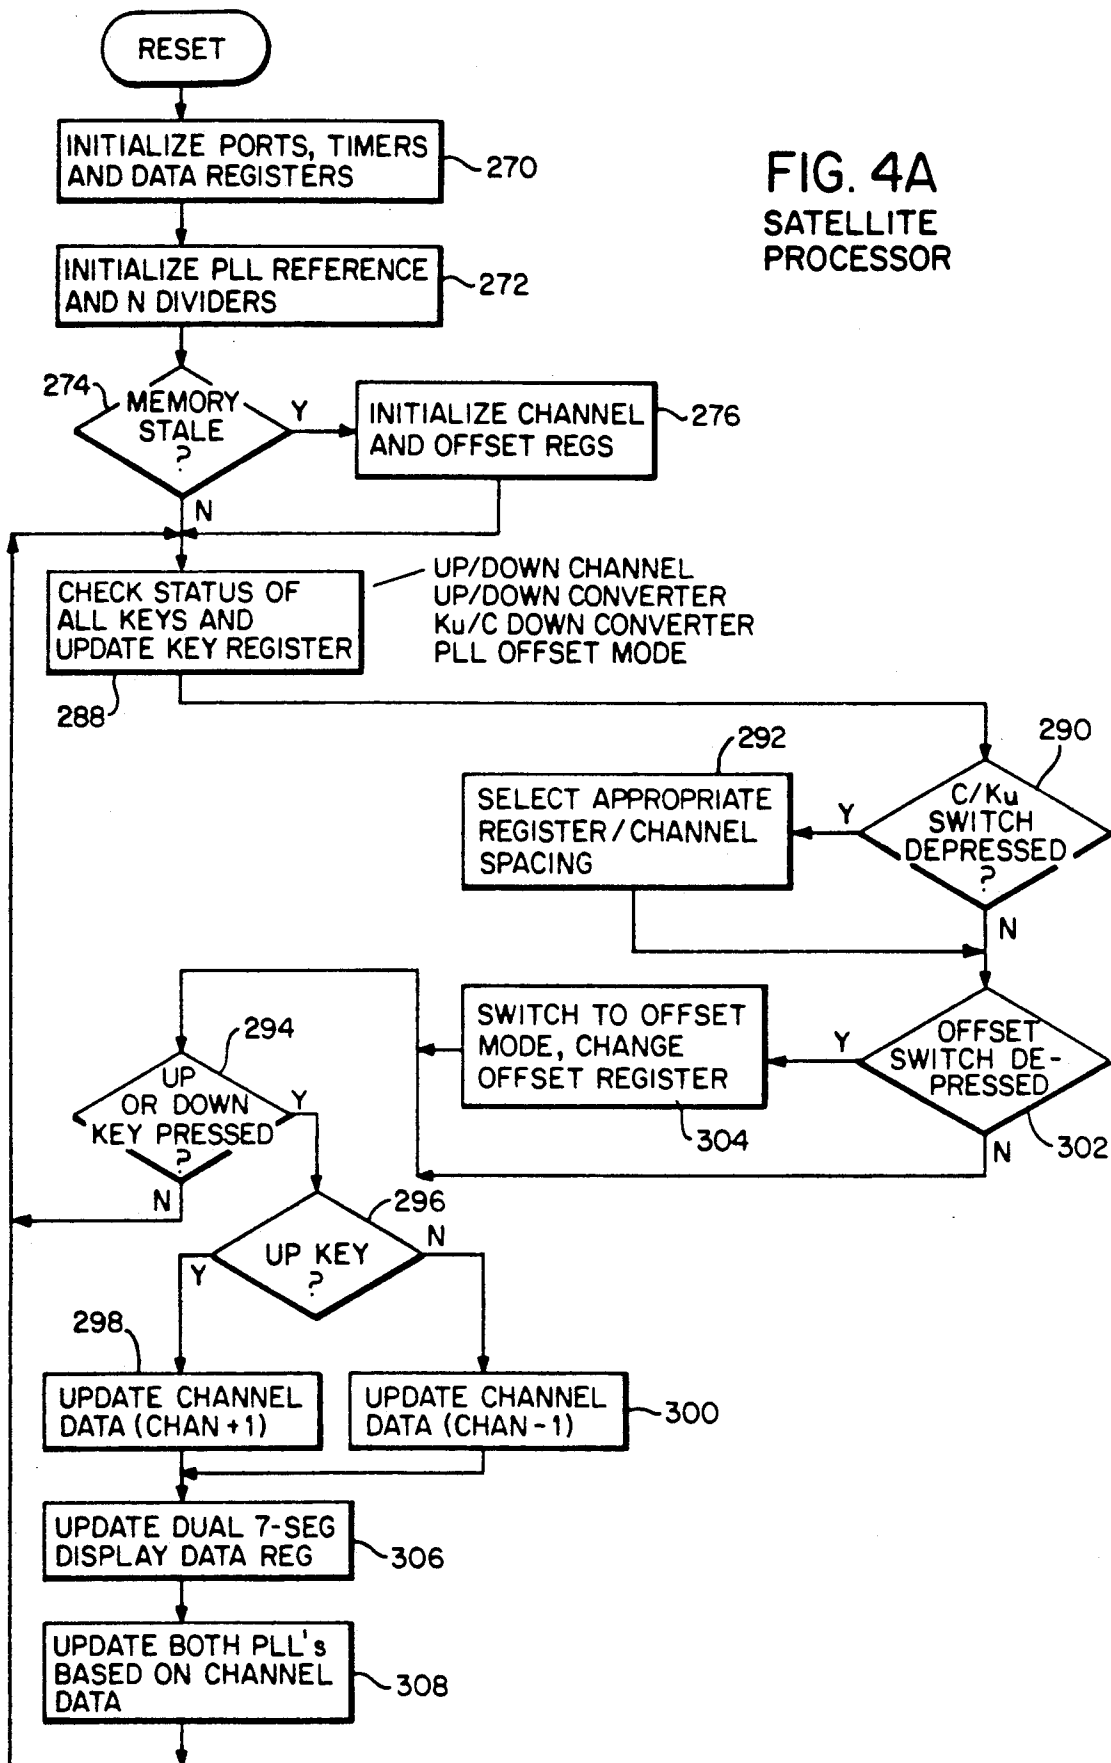 RESET
INITIALIZE PORTS, TIMERS
AND DATA REGISTERS
270
FIG. 4A
SATELLITE
PROCESSOR
INITIALIZE PLL REFERENCE
AND N DIVIDERS
272
274
MEMORY
STALE
?
Y
N
INITIALIZE CHANNEL
AND OFFSET REGS
276
CHECK STATUS OF
ALL KEYS AND
UPDATE KEY REGISTER
288
UP/DOWN CHANNEL
UP/DOWN CONVERTER
Ku/C DOWN CONVERTER
PLL OFFSET MODE
290
C/Ku
SWITCH
DEPRESSED
?
Y
N
292
SELECT APPROPRIATE
REGISTER/CHANNEL
SPACING
OFFSET
SWITCH DE-
PRESSED
302
Y
N
SWITCH TO OFFSET
MODE, CHANGE
OFFSET REGISTER
304
294
UP
OR DOWN
KEY PRESSED
?
Y
N
296
UP KEY
?
Y
N
298
UPDATE CHANNEL
DATA (CHAN+1)
UPDATE CHANNEL
DATA (CHAN-1)
300
UPDATE DUAL 7-SEG
DISPLAY DATA REG
306
UPDATE BOTH PLL's
BASED ON CHANNEL
DATA
308